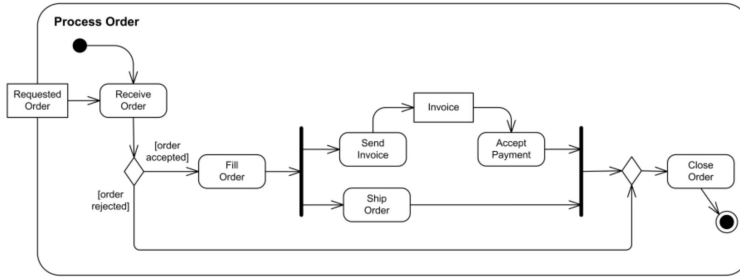 Process Order
Requested
Order
Receive
Order
[order
accepted]
[order
rejected]
Fill
Order
Send
Invoice
Invoice
Accept
Payment
Ship
Order
Close
Order